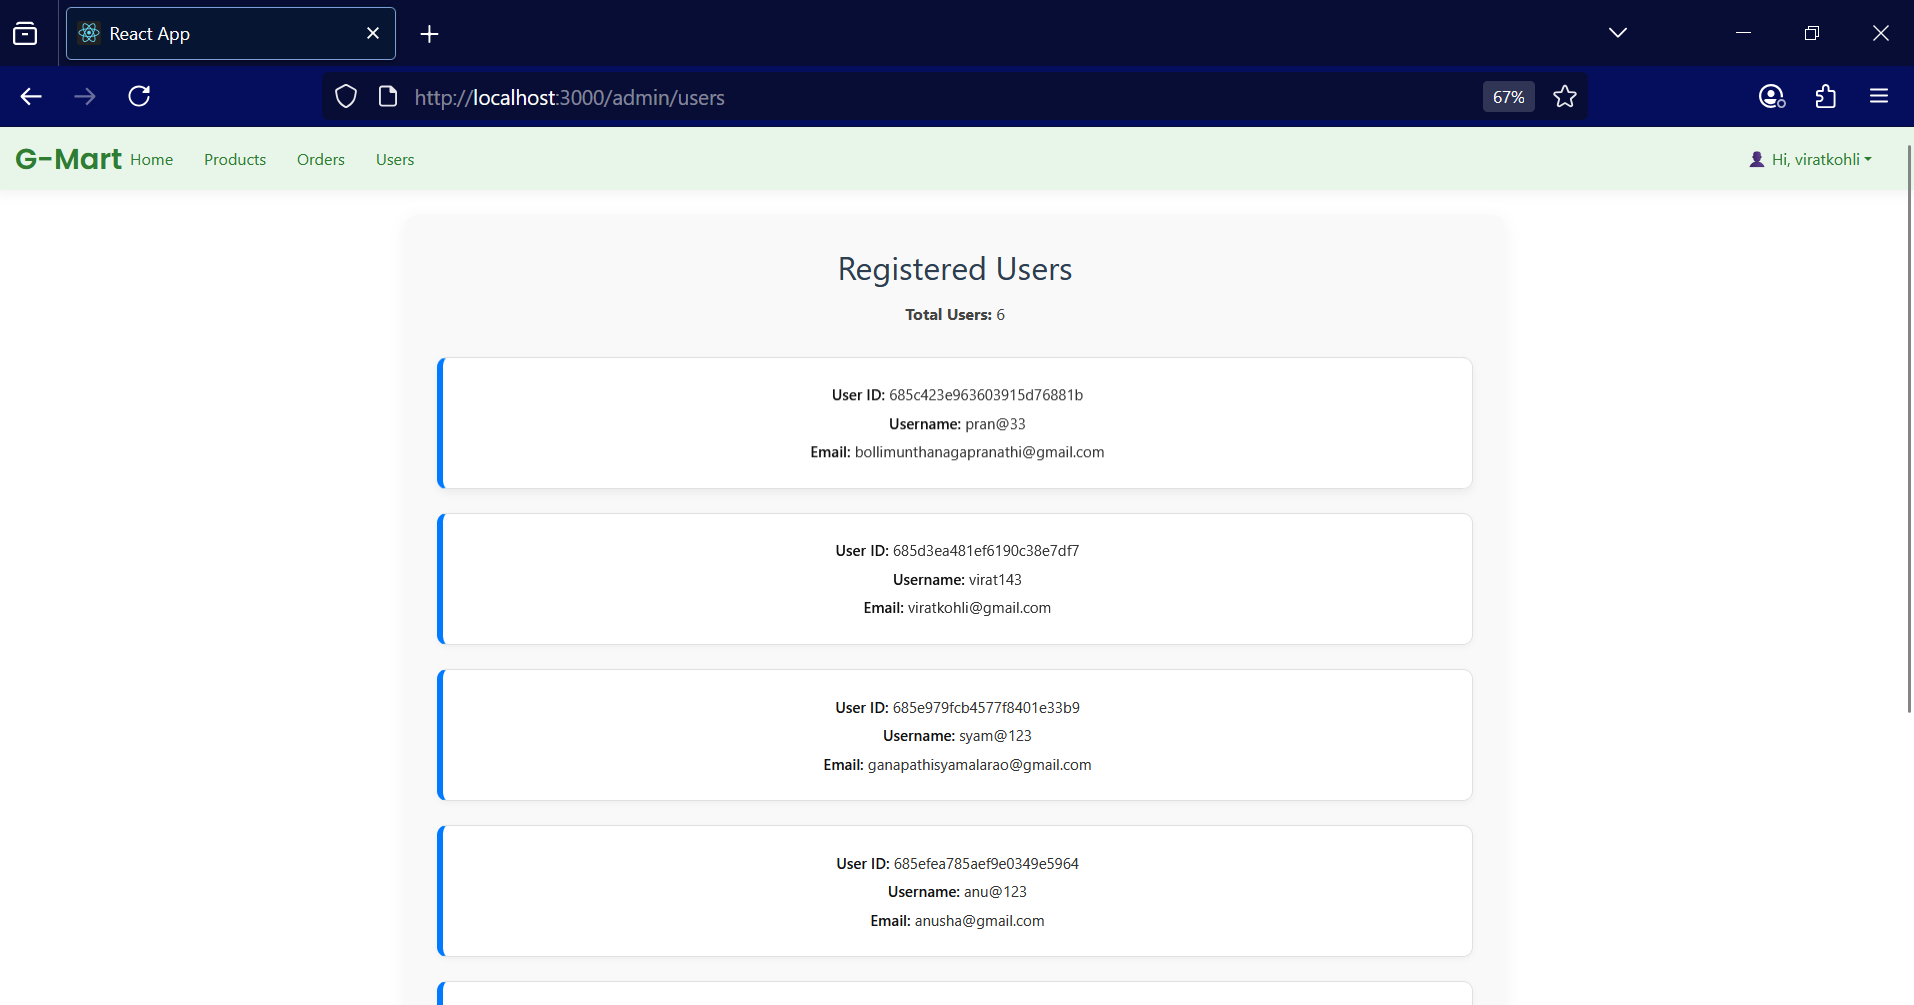 React App
http://localhost:3000/admin/users
67%
G-Mart Home Products Orders Users Hi, viratkohli
Registered Users
Total Users: 6
User ID: 685c423e963603915d76881b
Username: pran@33
Email: bollimunthanagapranathi@gmail.com
User ID: 685d3ea481ef6190c38e7df7
Username: virat143
Email: viratkohli@gmail.com
User ID: 685e979fcb4577f8401e33b9
Username: syam@123
Email: ganapathisyamalarao@gmail.com
User ID: 685efea785aef9e0349e5964
Username: anu@123
Email: anusha@gmail.com